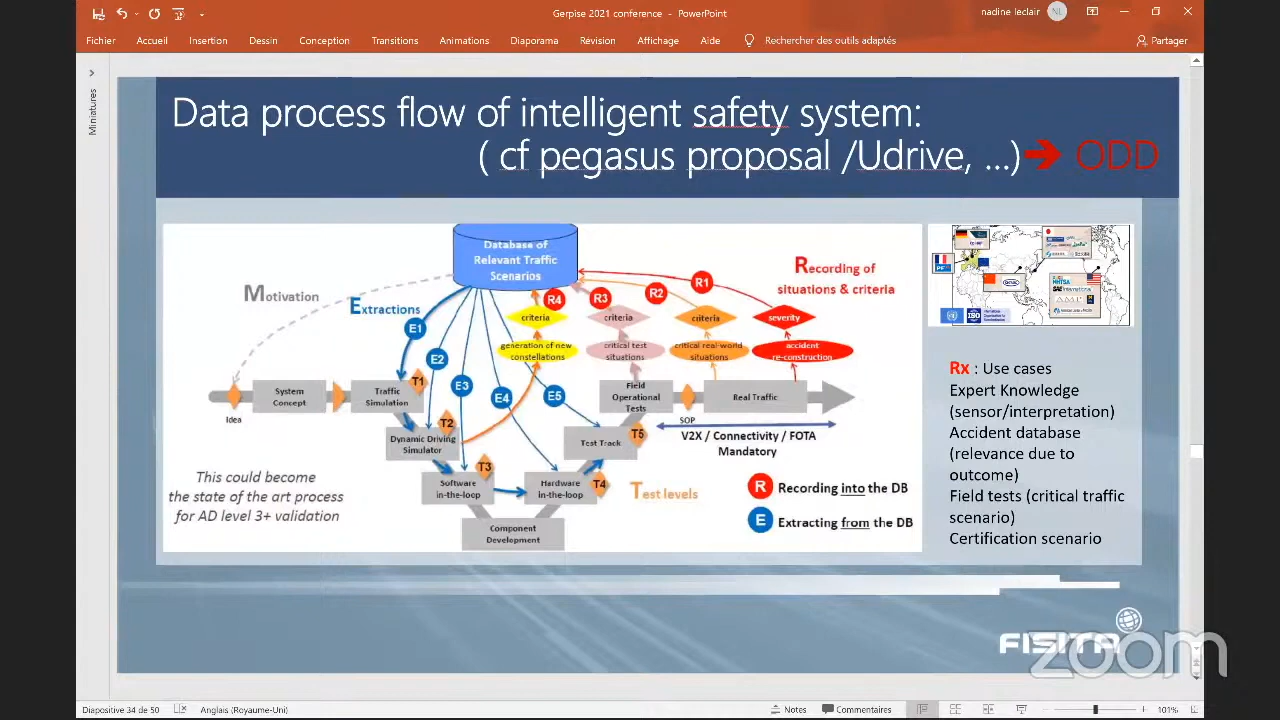 Gerpise 2021 conference - PowerPoint
nadine leclair
NL
Fichier Accueil Insertion Dessin Conception Transitions Animations Diaporama Révision Affichage Aide Rechercher des outils adaptés Partager
Miniatures
Data process flow of intelligent safety system:
( cf pegasus proposal /Udrive, ...)➔ ODD
Database of
Relevant Traffic
Scenarios
Recording of
situations & criteria
Motivation
Extractions
R1
R2
R3
R4
criteria
criteria
criteria
severity
generation of new
constellations
critical test
situations
critical real-world
situations
accident
re-construction
E1
E2
E3
E4
E5
T1
T2
T3
T4
T5
Idea
System
Concept
Traffic
Simulation
Field
Operational
Tests
Real Traffic
SOP
Dynamic Driving
Simulator
Test Track
V2X / Connectivity / FOTA
Mandatory
Software
in-the-loop
Hardware
in-the-loop
Component
Development
Test levels
This could become
the state of the art process
for AD level 3+ validation
R Recording into the DB
E Extracting from the DB
NHTSA
SAE International
ISO
Rx : Use cases
Expert Knowledge
(sensor/interpretation)
Accident database
(relevance due to
outcome)
Field tests (critical traffic
scenario)
Certification scenario
FISITA
zoom
Diapositive 34 de 50 Anglais (Royaume-Uni) Notes Commentaires 101%